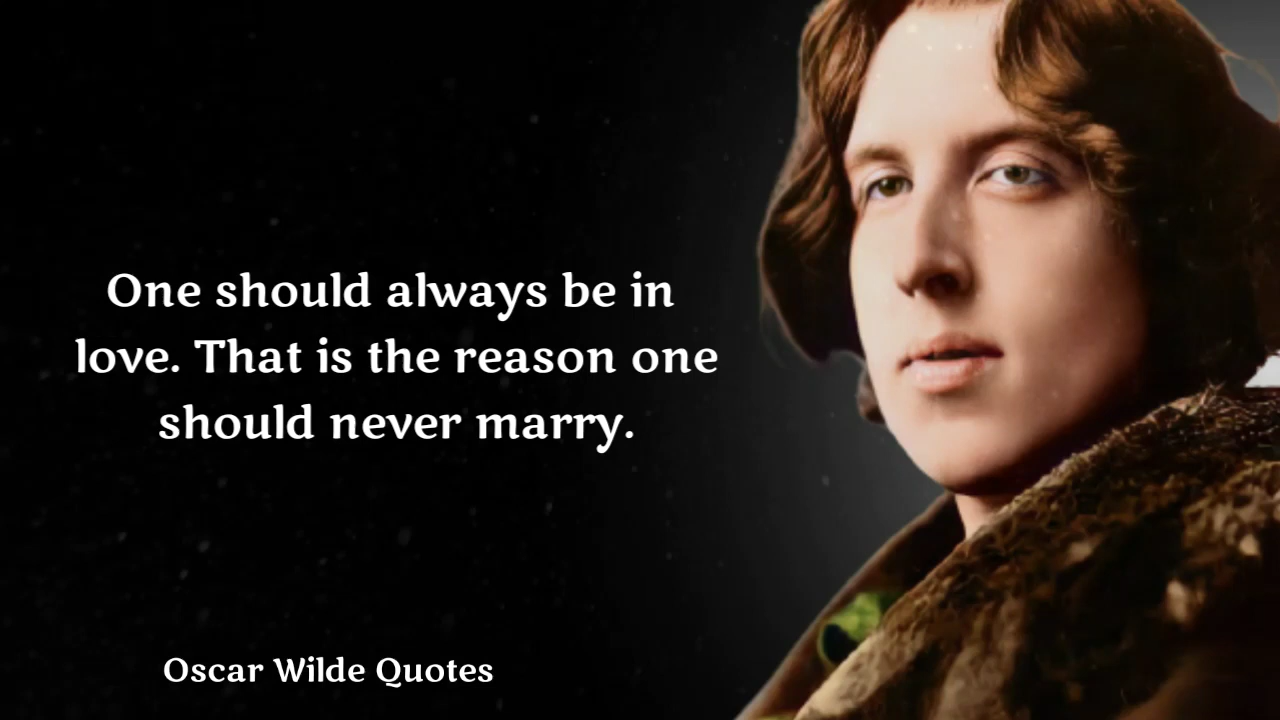 One should always be in
love. That is the reason one
should never marry.
Oscar Wilde Quotes